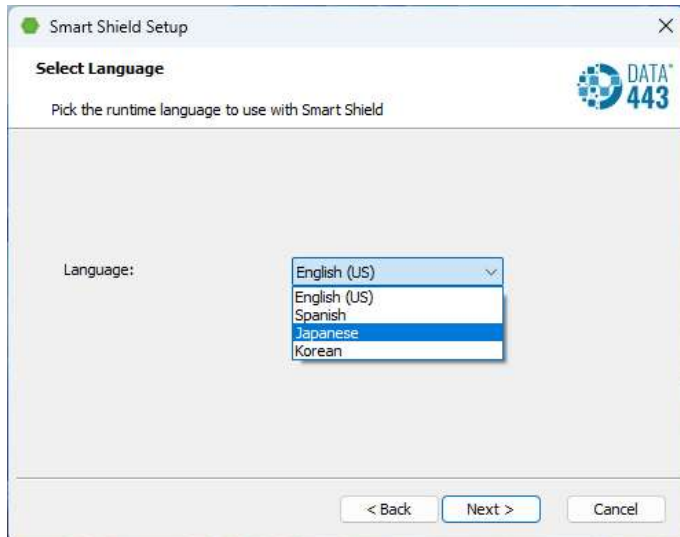 Smart Shield Setup
Select Language
Pick the runtime language to use with Smart Shield
DATA
443
Language:
English (US)
English (US)
Spanish
Japanese
Korean
< Back
Next >
Cancel